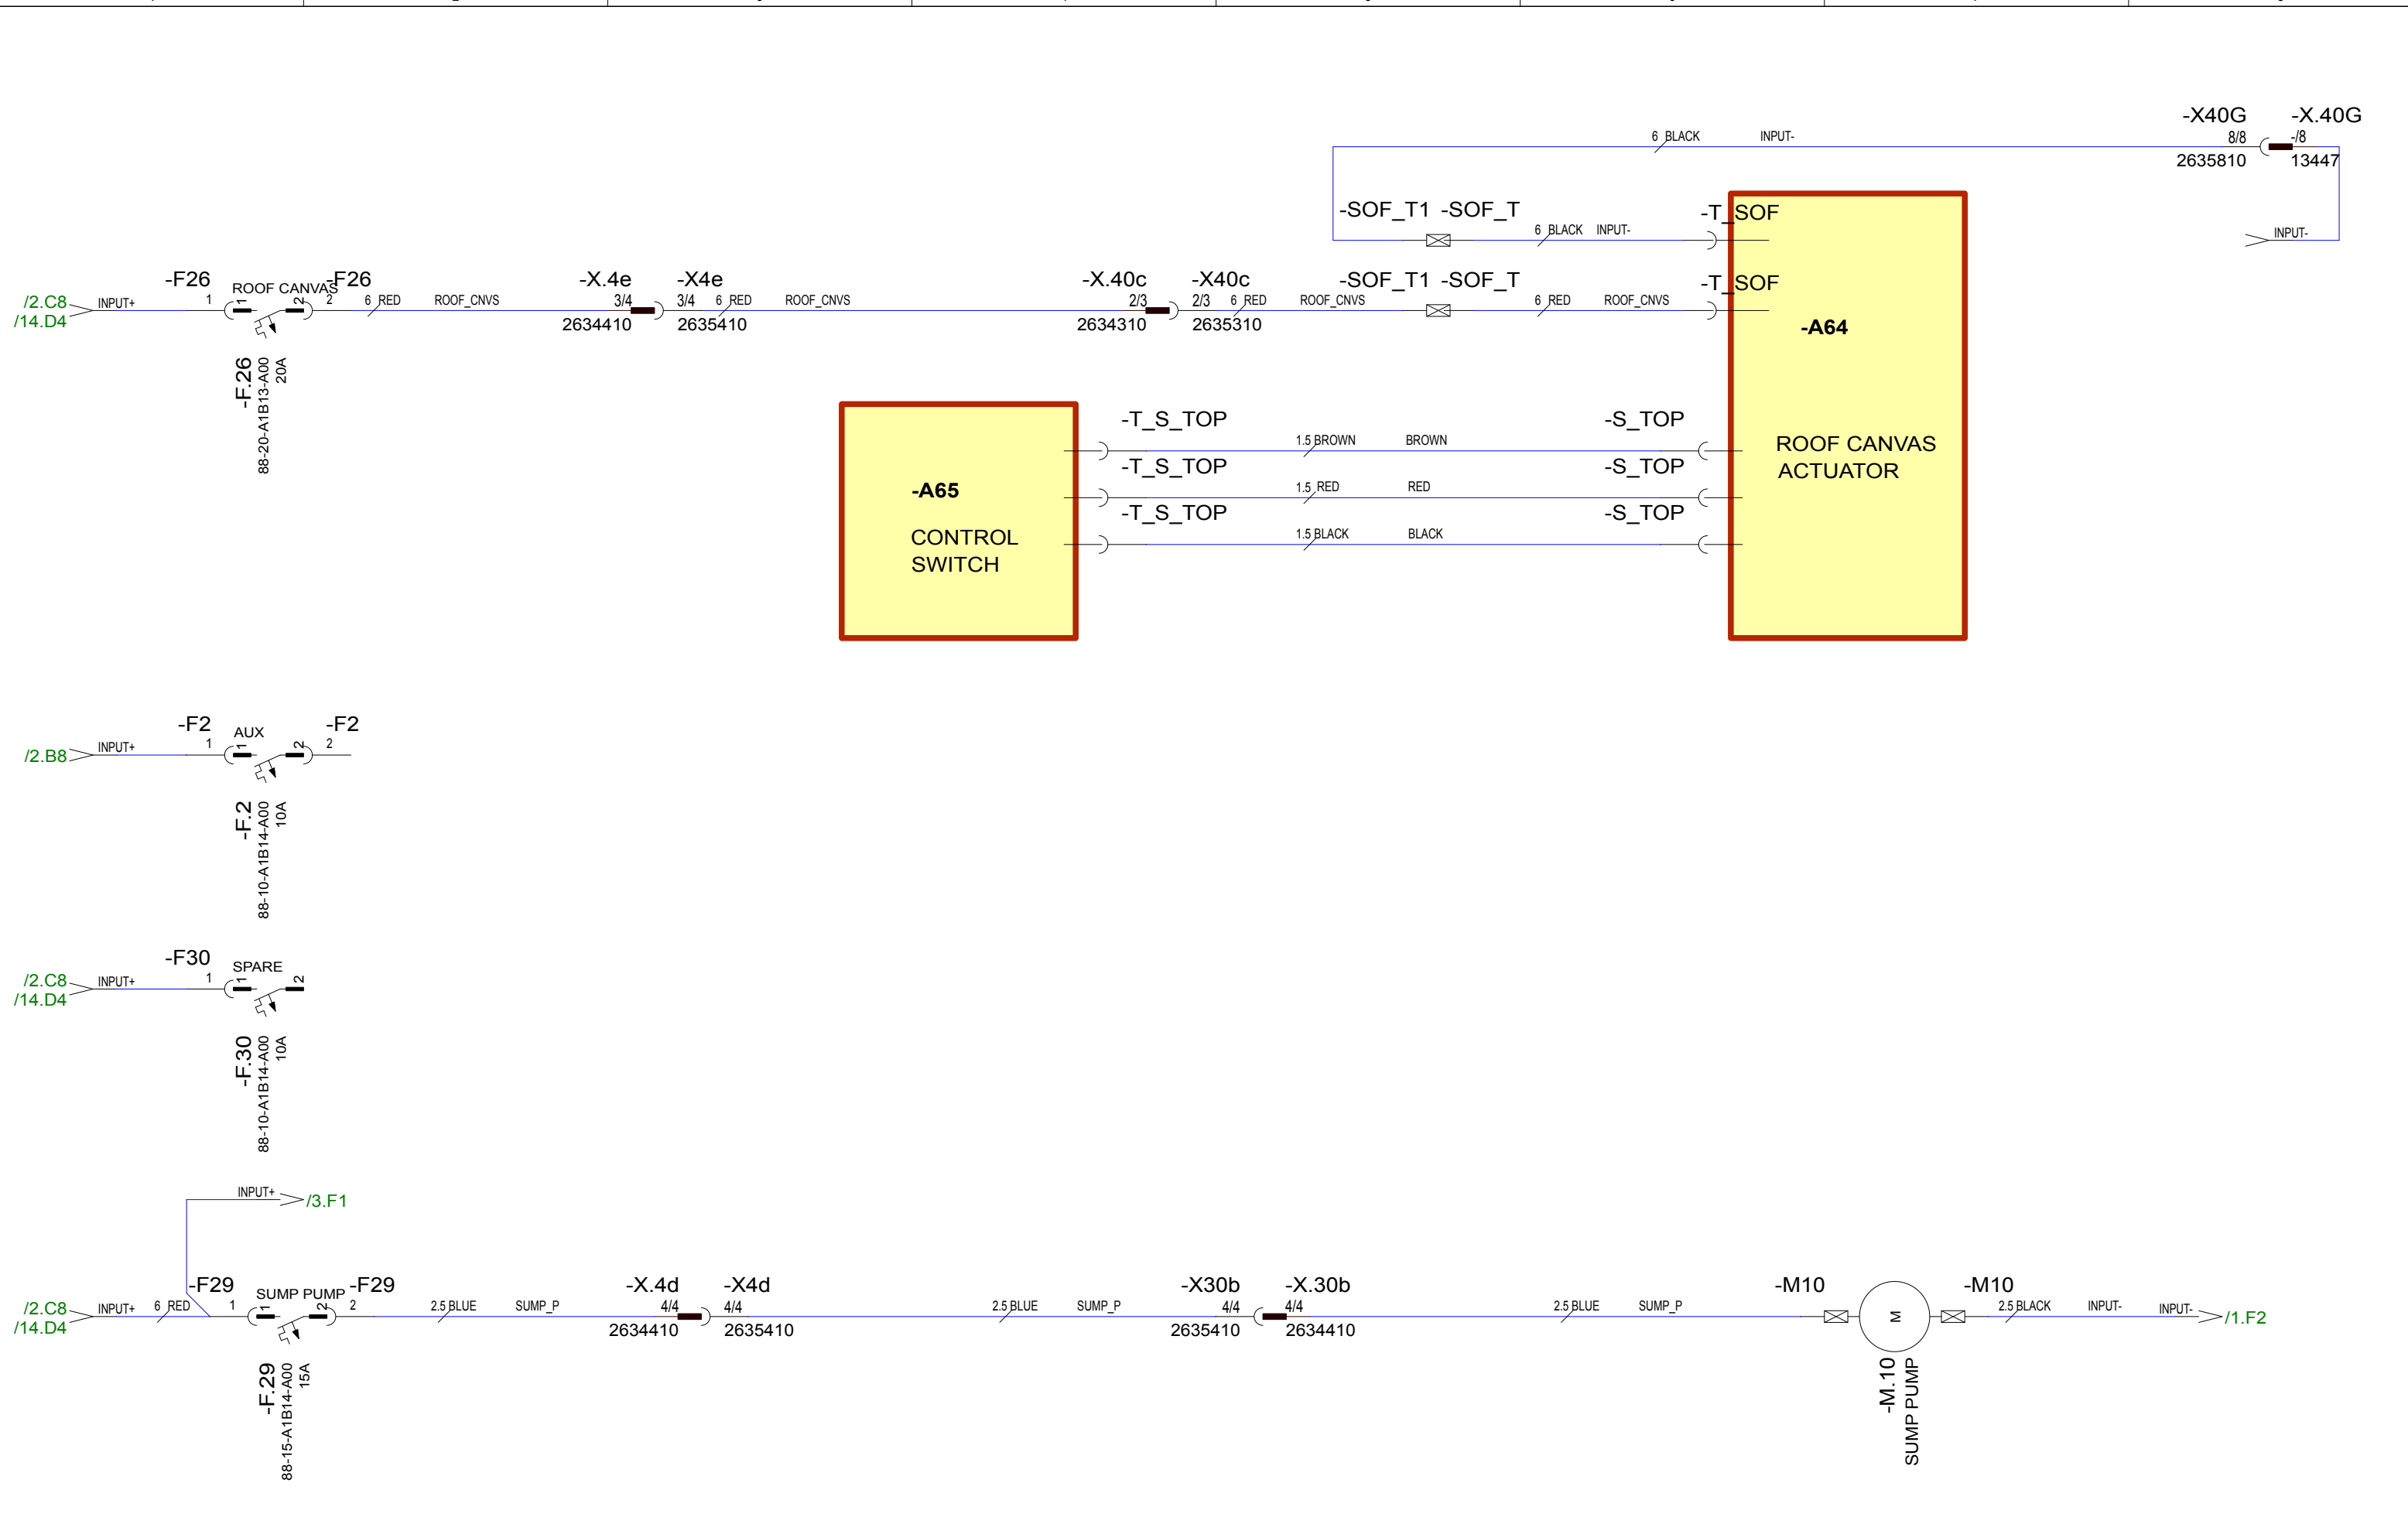 -X40G
-X.40G
6 BLACK
INPUT-
8/8
-/8
2635810
13447
-SOF_T1
-SOF_T
-T_SOF
6 BLACK
INPUT-
INPUT-
/2.C8
/14.D4
INPUT+
-F26
1
ROOF CANVAS
1
2
-F26
2
6 RED
ROOF_CNVS
-X.4e
3/4
2634410
-X4e
3/4
2635410
6 RED
ROOF_CNVS
-X.40c
2/3
2634310
-X40c
2/3
2635310
6 RED
ROOF_CNVS
-SOF_T1
-SOF_T
6 RED
ROOF_CNVS
-T_SOF
-A64
-F.26
88-20-A1B13-A00
20A
ROOF CANVAS
ACTUATOR
-A65
CONTROL
SWITCH
-T_S_TOP
1.5 BROWN
BROWN
-S_TOP
-T_S_TOP
1.5 RED
RED
-S_TOP
-T_S_TOP
1.5 BLACK
BLACK
-S_TOP
/2.B8
INPUT+
-F2
1
AUX
1
2
-F2
2
-F.2
88-10-A1B14-A00
10A
/2.C8
/14.D4
INPUT+
-F30
1
SPARE
1
2
-F.30
88-10-A1B14-A00
10A
INPUT+
/3.F1
/2.C8
/14.D4
INPUT+
6 RED
-F29
1
SUMP PUMP
1
2
-F29
2
2.5 BLUE
SUMP_P
-X.4d
4/4
2634410
-X4d
4/4
2635410
2.5 BLUE
SUMP_P
-X30b
4/4
2635410
-X.30b
4/4
2634410
2.5 BLUE
SUMP_P
-M10
M
-M10
2.5 BLACK
INPUT-
INPUT-
/1.F2
-F.29
88-15-A1B14-A00
15A
-M.10
SUMP PUMP